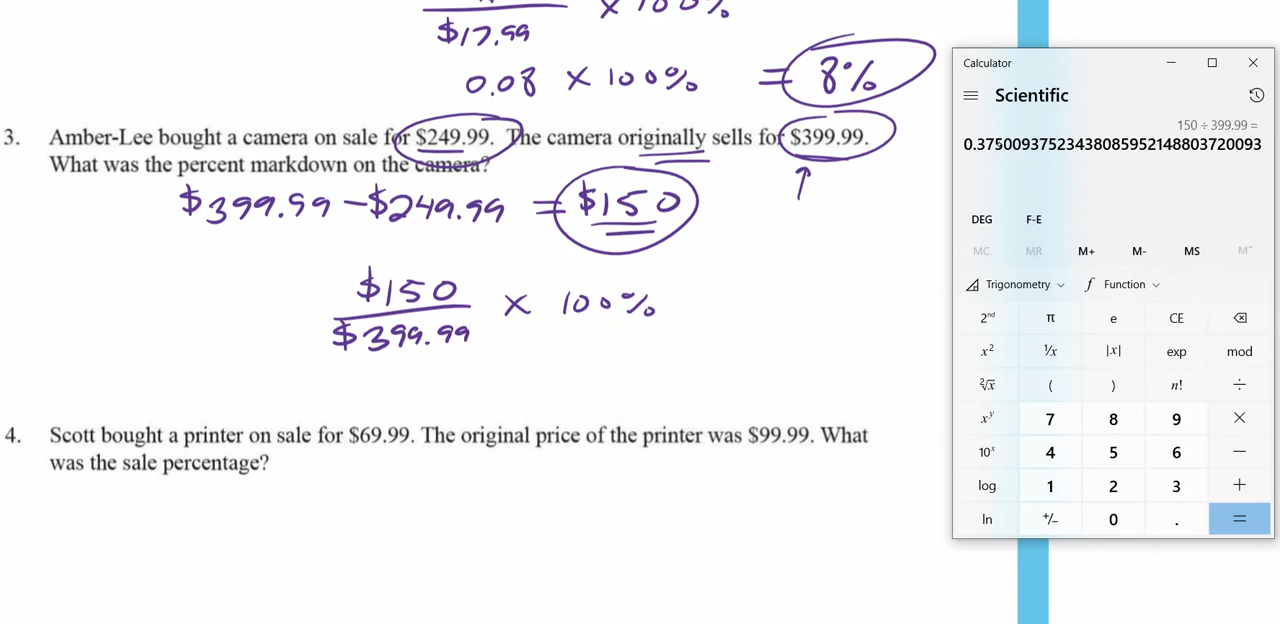 × 100%
$17.99
0.08 × 100% = 8%
3. Amber-Lee bought a camera on sale for $249.99. The camera originally sells for $399.99.
What was the percent markdown on the camera?
$399.99 - $249.99 = $150
$150
$399.99
× 100%
4. Scott bought a printer on sale for $69.99. The original price of the printer was $99.99. What
was the sale percentage?
Calculator
Scientific
150 ÷ 399.99 =
0.37500937523438085952148803720093
DEG F-E
MC MR M+ M- MS M˅
Trigonometry f Function
2ⁿᵈ π e CE
x² ¹/x |x| exp mod
²√x ( ) n! ÷
xʸ 7 8 9 ×
10ˣ 4 5 6 −
log 1 2 3 +
ln +/− 0 . =